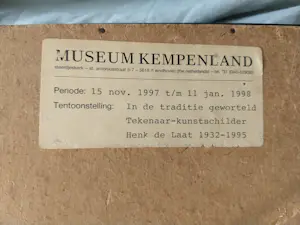 MUSEUM KEMPENLAND
Periode: 15 nov. 1997 t/m 11 jan. 1998
Tentoonstelling: In de traditie geworteld
Tekenaar-kunstschilder
Henk de Laat 1932-1995